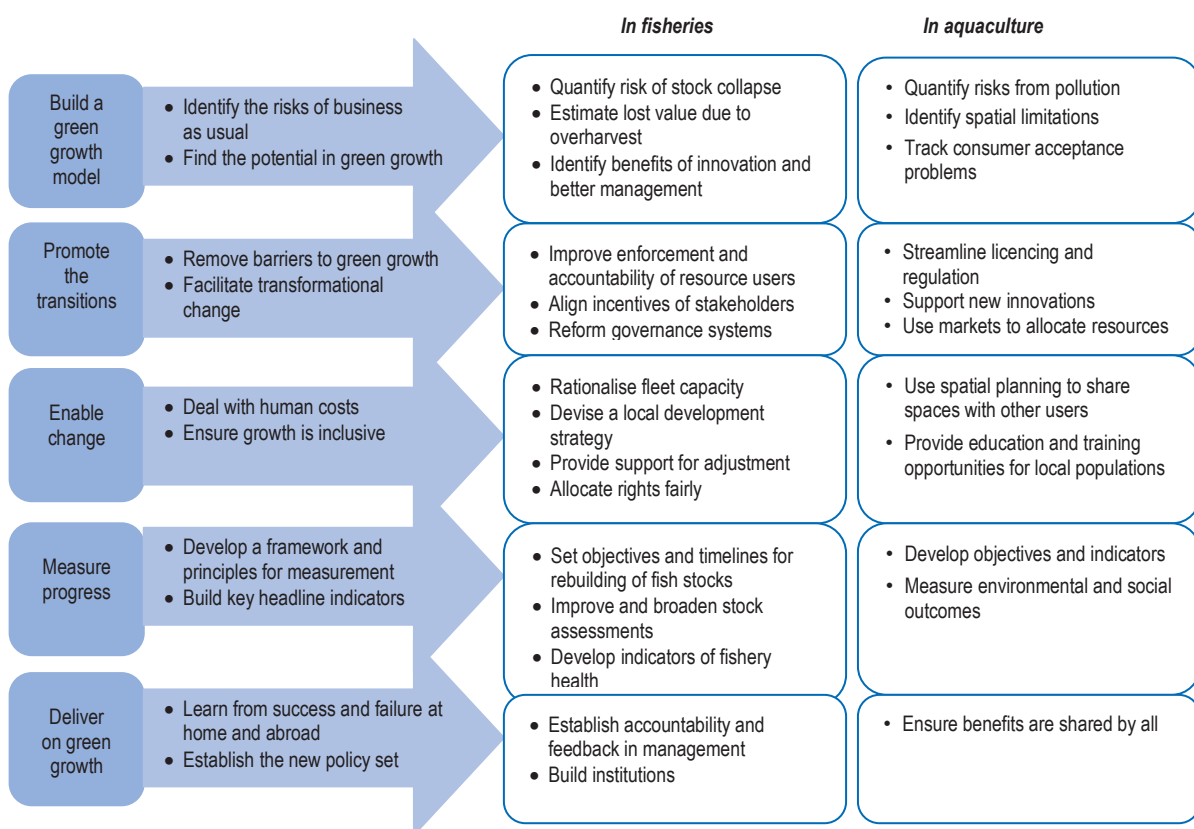 In fisheries
In aquaculture
Build a
green
growth
model
• Identify the risks of business
as usual
• Find the potential in green growth
• Quantify risk of stock collapse
• Estimate lost value due to
overharvest
• Identify benefits of innovation and
better management
• Quantify risks from pollution
• Identify spatial limitations
• Track consumer acceptance
problems
Promote
the
transitions
• Remove barriers to green growth
• Facilitate transformational
change
• Improve enforcement and
accountability of resource users
• Align incentives of stakeholders
• Reform governance systems
• Streamline licencing and
regulation
• Support new innovations
• Use markets to allocate resources
Enable
change
• Deal with human costs
• Ensure growth is inclusive
• Rationalise fleet capacity
• Devise a local development
strategy
• Provide support for adjustment
• Allocate rights fairly
• Use spatial planning to share
spaces with other users
• Provide education and training
opportunities for local populations
Measure
progress
• Develop a framework and
principles for measurement
• Build key headline indicators
• Set objectives and timelines for
rebuilding of fish stocks
• Improve and broaden stock
assessments
• Develop indicators of fishery
health
• Develop objectives and indicators
• Measure environmental and social
outcomes
Deliver
on green
growth
• Learn from success and failure at
home and abroad
• Establish the new policy set
• Establish accountability and
feedback in management
• Build institutions
• Ensure benefits are shared by all